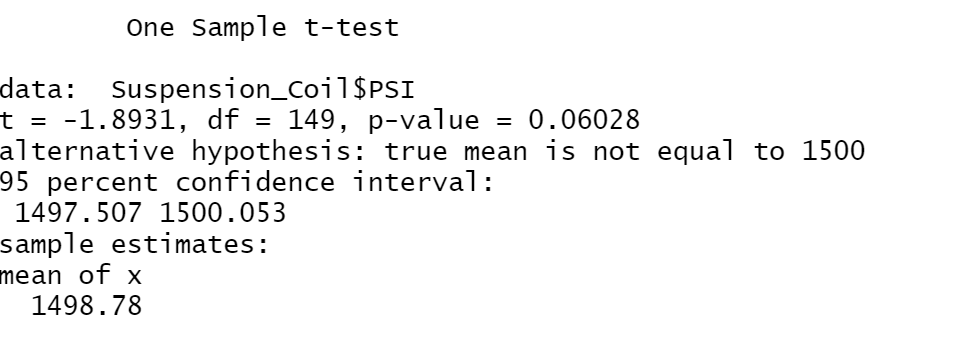 One Sample t-test
data: Suspension_Coil$PSI
t = -1.8931, df = 149, p-value = 0.06028
alternative hypothesis: true mean is not equal to 1500
95 percent confidence interval:
1497.507 1500.053
sample estimates:
mean of x
1498.78